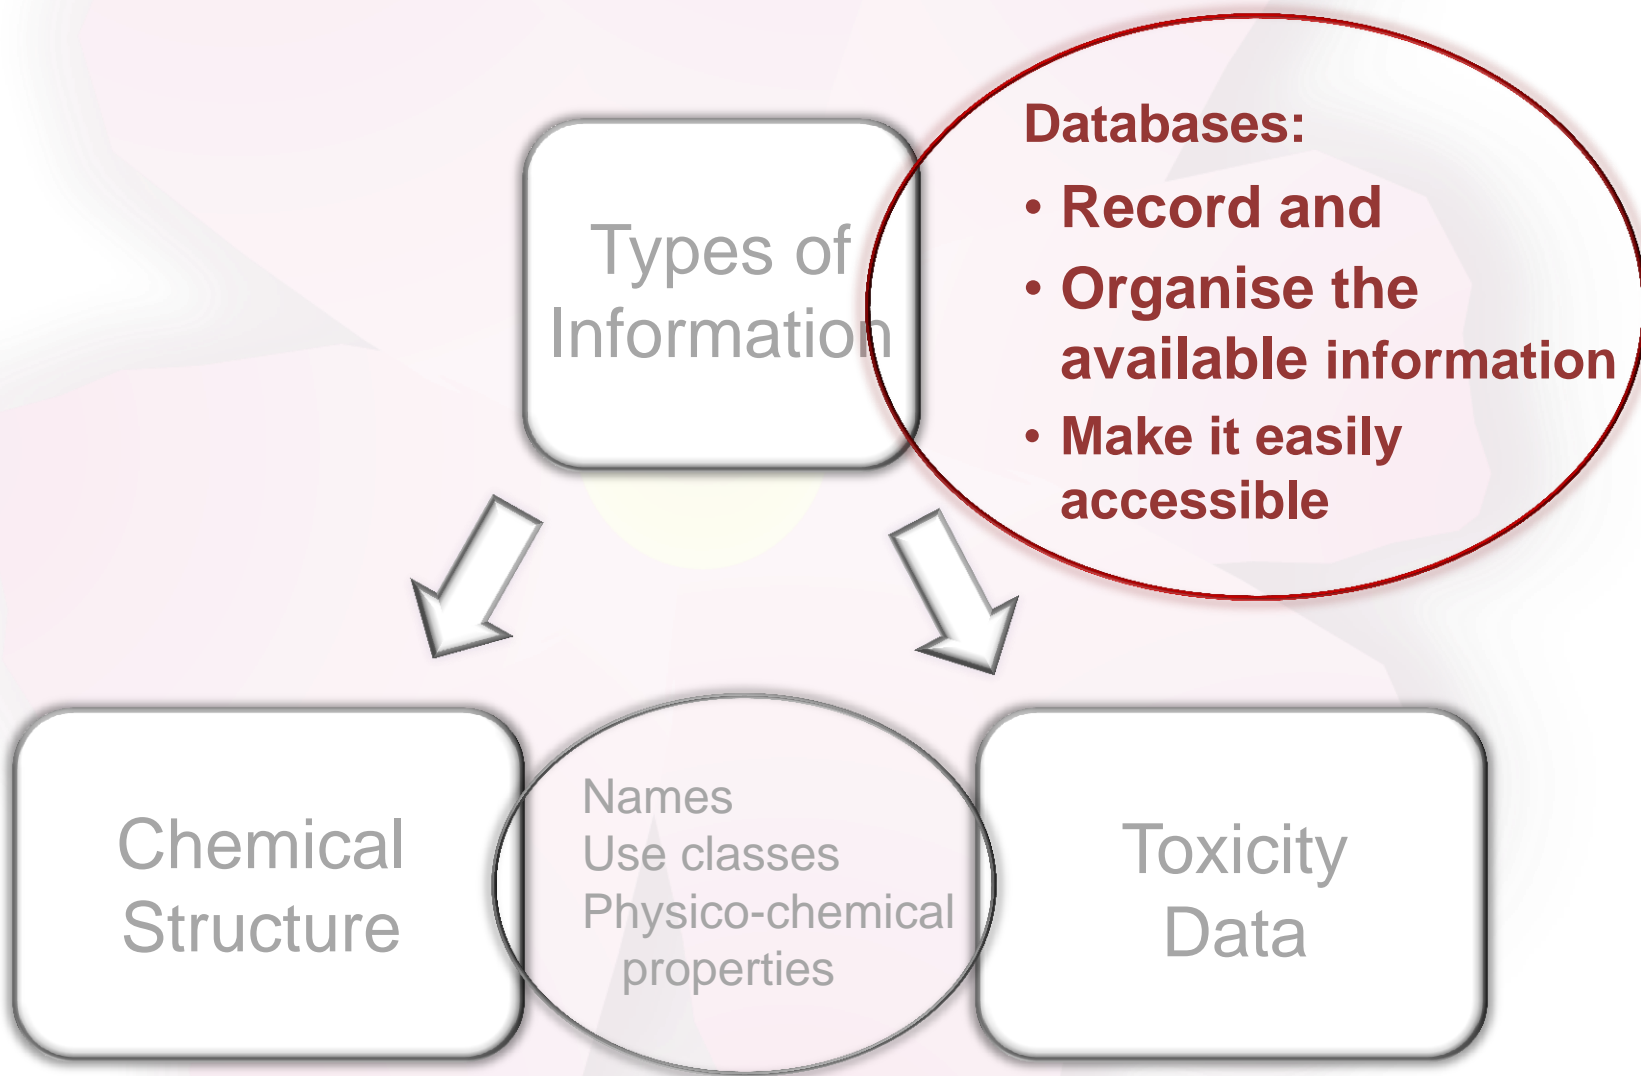 Types of
Information
Databases:
• Record and
• Organise the
available information
• Make it easily
accessible
Chemical
Structure
Names
Use classes
Physico-chemical
properties
Toxicity
Data